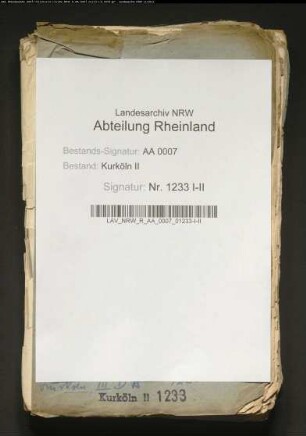 Landesarchiv NRW
Abteilung Rheinland
Bestands-Signatur: AA 0007
Bestand: Kurköln II
Signatur: Nr. 1233 I-II
LAV_NRW_R_AA_0007_01233-I-II
Kurköln II 1233